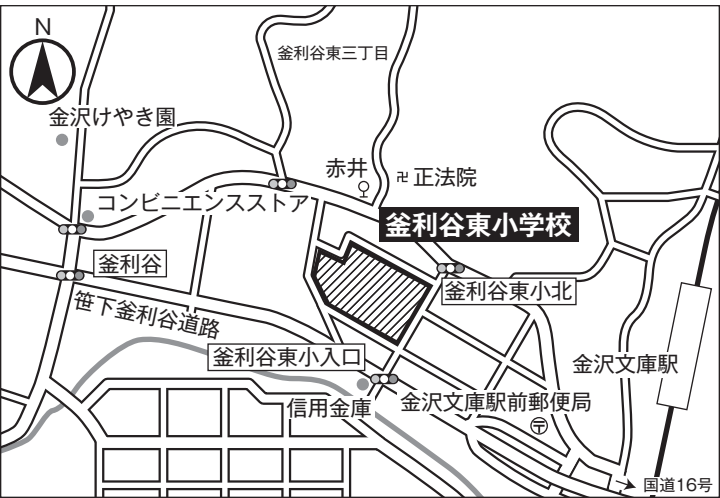 N
釜利谷東三丁目
金沢けやき園
赤井
卍 正法院
コンビニエンスストア
釜利谷東小学校
釜利谷
釜利谷東小北
笹下釜利谷道路
釜利谷東小入口
金沢文庫駅
信用金庫
金沢文庫駅前郵便局
〒
国道16号